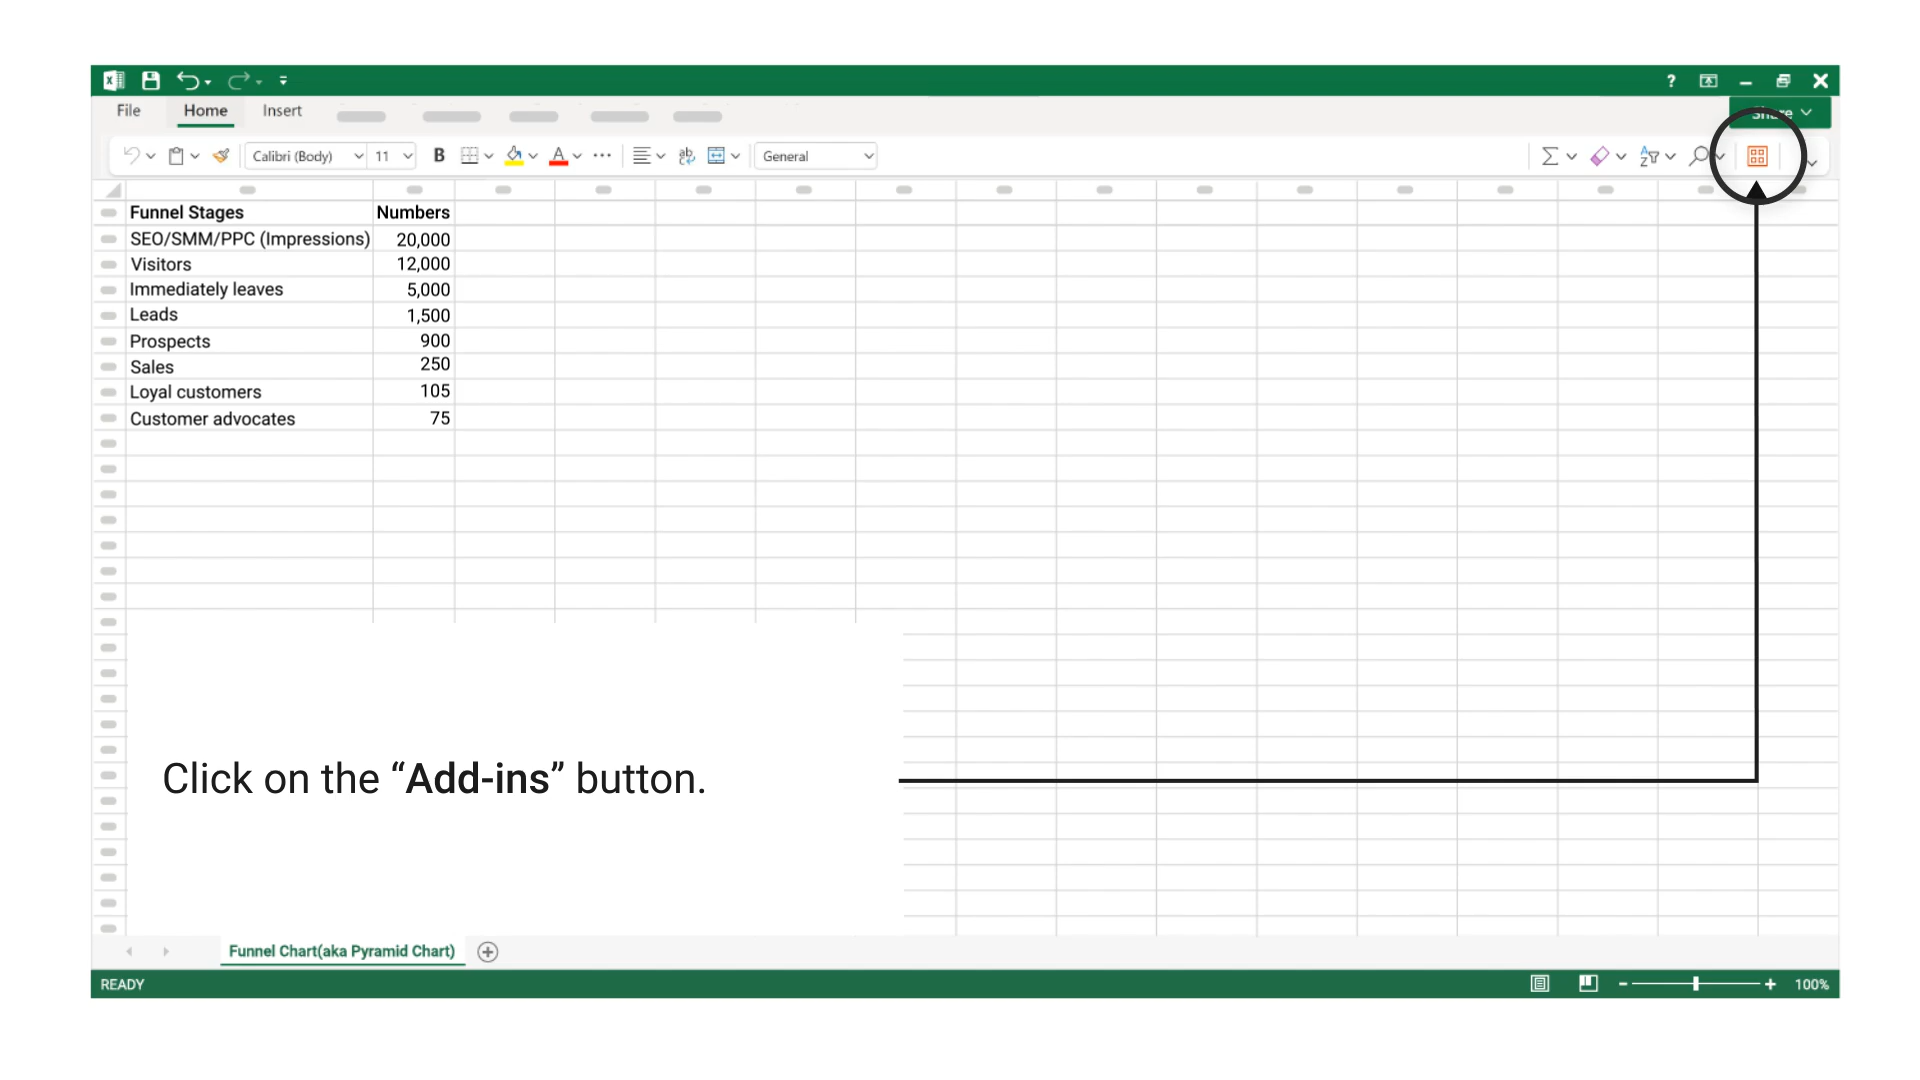 ?
File Home Insert Share
Calibri (Body) 11 B A ab General
Funnel Stages Numbers
SEO/SMM/PPC (Impressions) 20,000
Visitors 12,000
Immediately leaves 5,000
Leads 1,500
Prospects 900
Sales 250
Loyal customers 105
Customer advocates 75
Click on the “Add-ins” button.
Funnel Chart(aka Pyramid Chart)
READY 100%